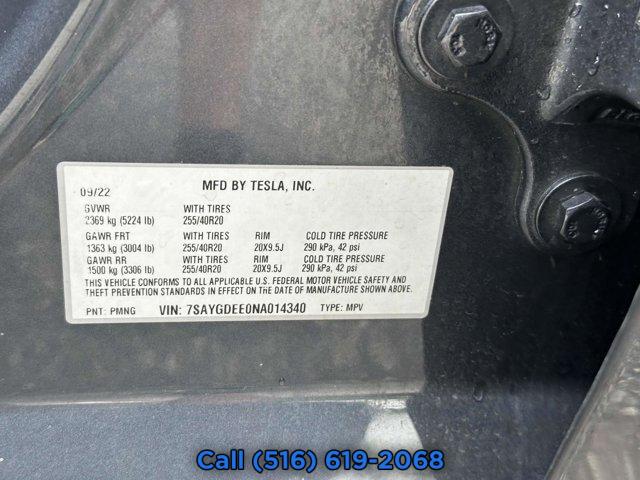 09/22 MFD BY TESLA, INC.
GVWR WITH TIRES
2369 kg (5224 lb) 255/40R20
GAWR FRT WITH TIRES RIM COLD TIRE PRESSURE
1363 kg (3004 lb) 255/40R20 20X9.5J 290 kPa, 42 psi
GAWR RR WITH TIRES RIM COLD TIRE PRESSURE
1500 kg (3306 lb) 255/40R20 20X9.5J 290 kPa, 42 psi
THIS VEHICLE CONFORMS TO ALL APPLICABLE U.S. FEDERAL MOTOR VEHICLE SAFETY AND
THEFT PREVENTION STANDARDS IN EFFECT ON THE DATE OF MANUFACTURE SHOWN ABOVE.
PNT: PMNG VIN: 7SAYGDEE0NA014340 TYPE: MPV
Call (516) 619-2068